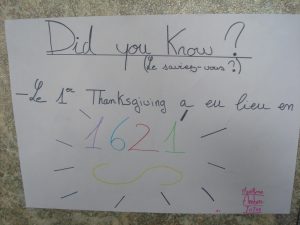 Did you Know ?
(Le saviez-vous ?)
- Le 1er Thanksgiving a eu lieu en
1621